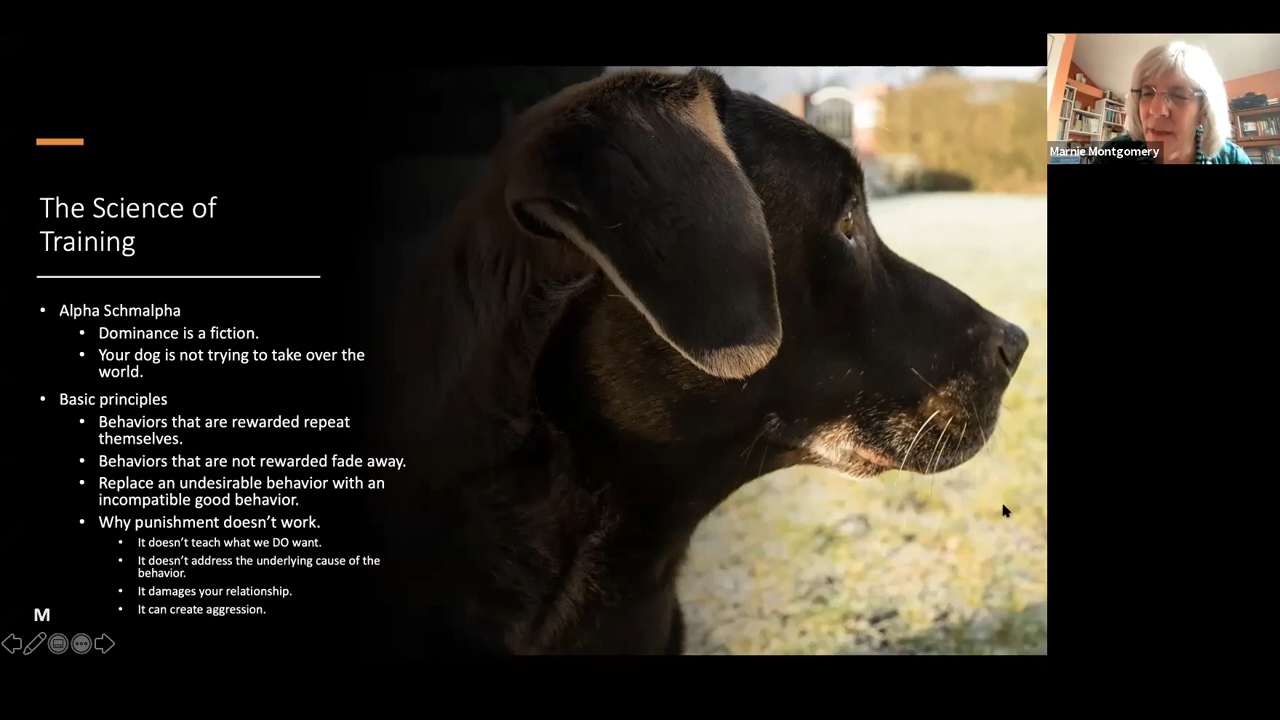 The Science of
Training
• Alpha Schmalpha
• Dominance is a fiction.
• Your dog is not trying to take over the
world.
• Basic principles
• Behaviors that are rewarded repeat
themselves.
• Behaviors that are not rewarded fade away.
• Replace an undesirable behavior with an
incompatible good behavior.
• Why punishment doesn’t work.
• It doesn’t teach what we DO want.
• It doesn’t address the underlying cause of the
behavior.
• It damages your relationship.
• It can create aggression.
M
Marnie Montgomery